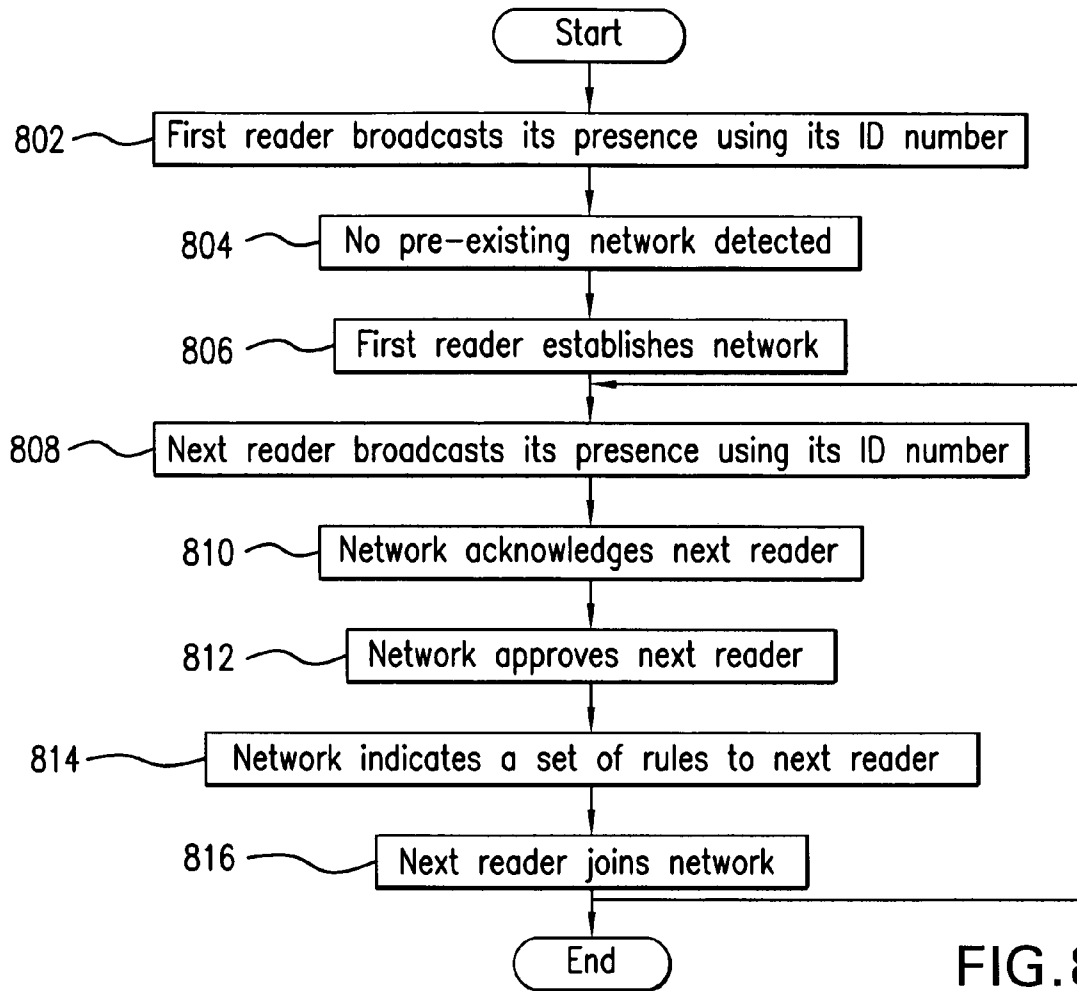 Start
802 First reader broadcasts its presence using its ID number
804 No pre-existing network detected
806 First reader establishes network
808 Next reader broadcasts its presence using its ID number
810 Network acknowledges next reader
812 Network approves next reader
814 Network indicates a set of rules to next reader
816 Next reader joins network
End
FIG.8